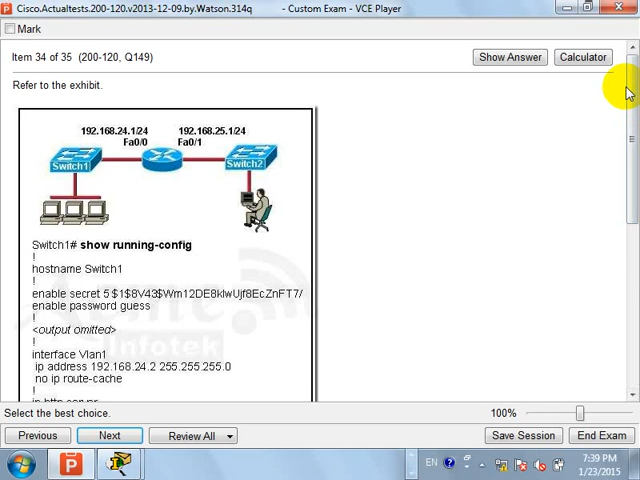 Cisco.Actualtests.200-120.v2013-12-09.by.Watson.314q - Custom Exam - VCE Player
Mark
Item 34 of 35 (200-120, Q149)
Show Answer
Calculator
Refer to the exhibit.
192.168.24.1/24 192.168.25.1/24
Fa0/0 Fa0/1
Switch1
Switch2
Switch1# show running-config
!
hostname Switch1
!
enable secret 5 $1$8V43$Wm12DE8klwUjf8EcZnFT7/
enable password guess
!
<output omitted>
!
interface Vlan1
ip address 192.168.24.2 255.255.255.0
no ip route-cache
!
Infotek
Select the best choice.
100%
Previous
Next
Review All
Save Session
End Exam
EN
7:39 PM
1/23/2015